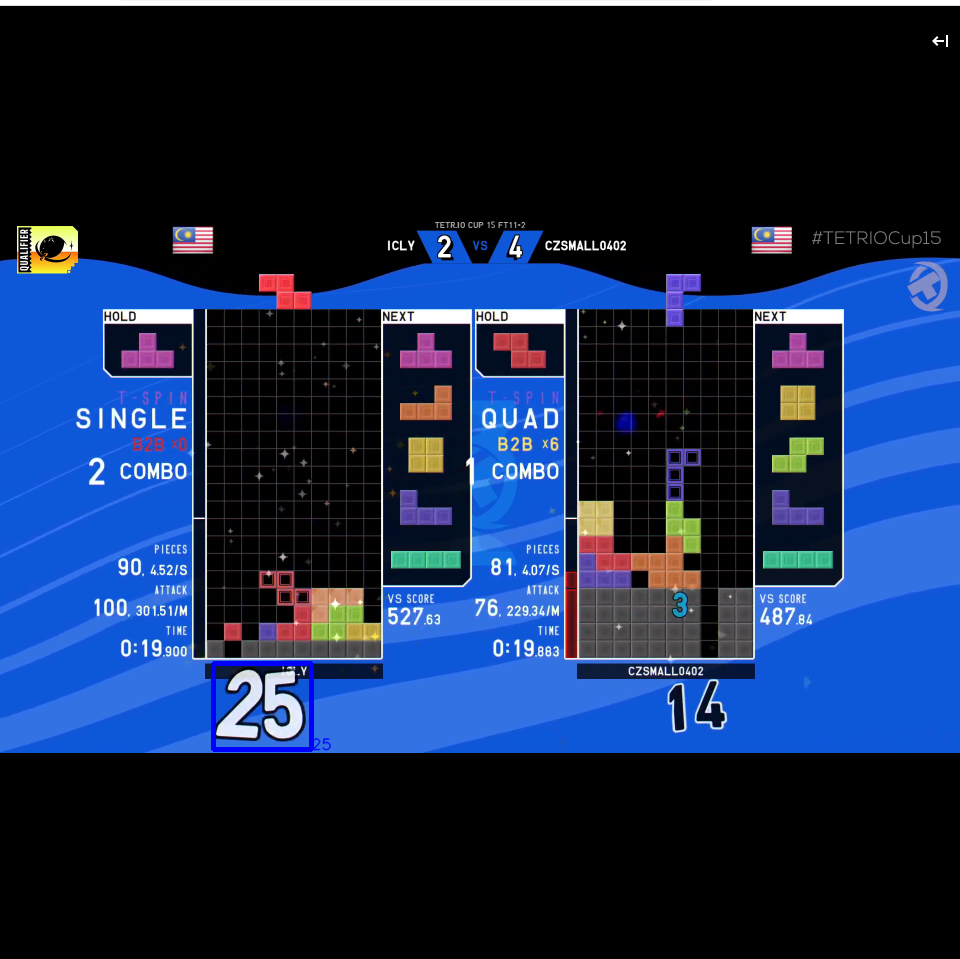 TETR.IO CUP 15 FT11-2
QUALIFIER
ICLY 2 VS 4 CZSMALL0402
#TETRIOCup15
HOLD
NEXT
T-SPIN
SINGLE
B2B ×0
2 COMBO
PIECES
90, 4.52/S
ATTACK
100, 301.51/M
TIME
0:19.900
VS SCORE
527.63
ICLY
25
25
HOLD
NEXT
T-SPIN
QUAD
B2B ×6
1 COMBO
PIECES
81, 4.07/S
ATTACK
76, 229.34/M
TIME
0:19.883
3
VS SCORE
487.84
CZSMALL0402
14